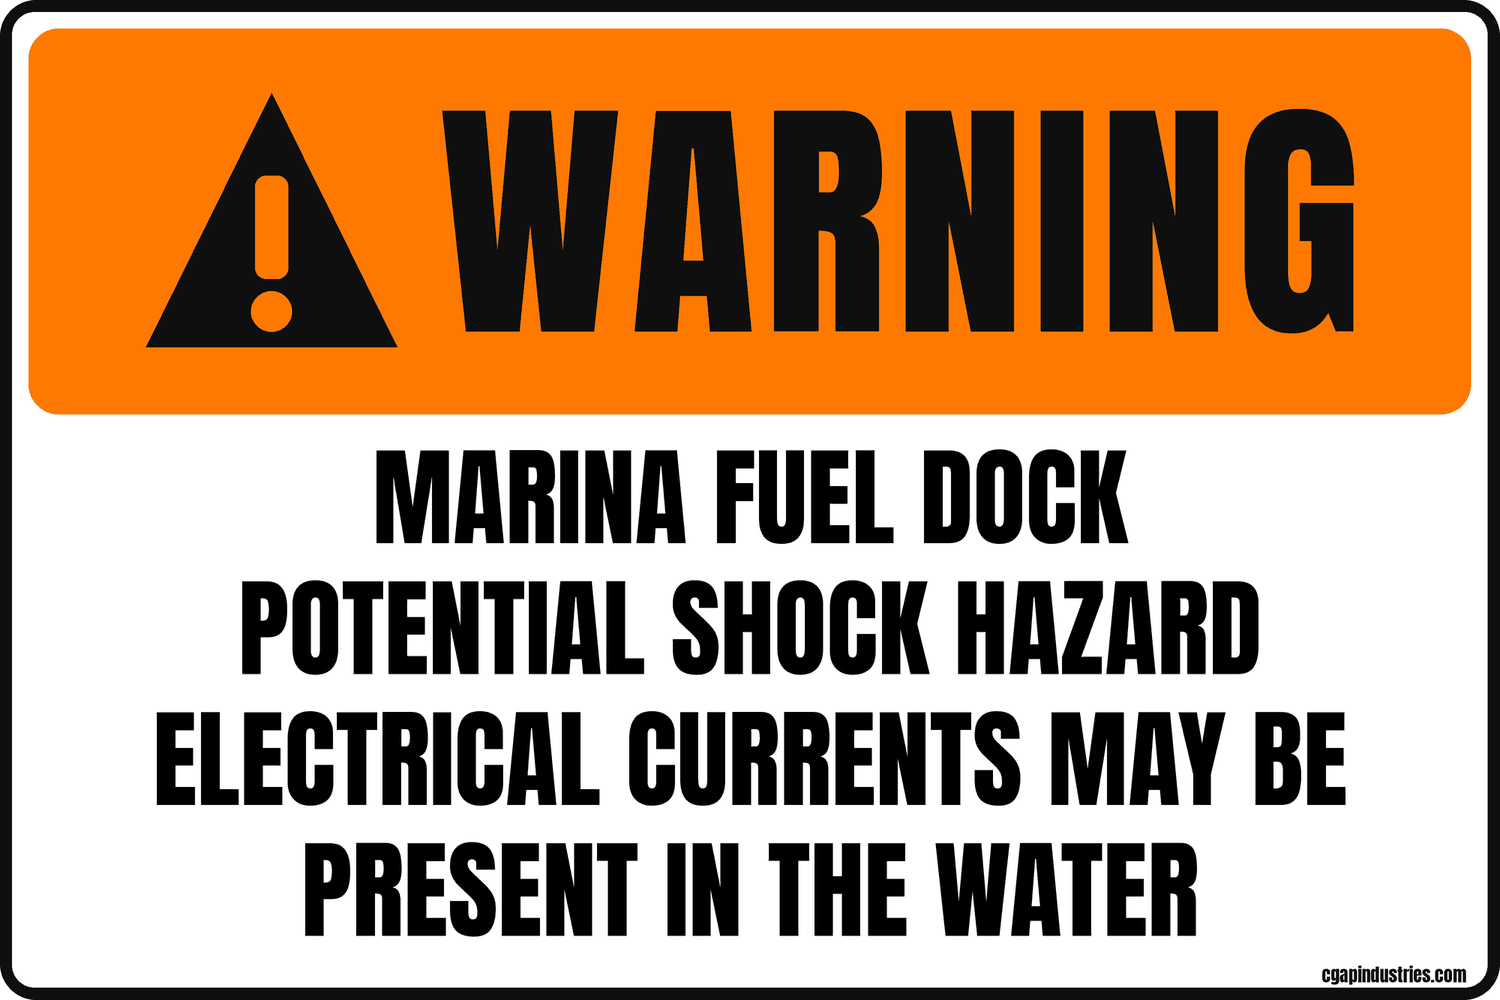 WARNING
MARINA FUEL DOCK
POTENTIAL SHOCK HAZARD
ELECTRICAL CURRENTS MAY BE
PRESENT IN THE WATER
cgapindustries.com